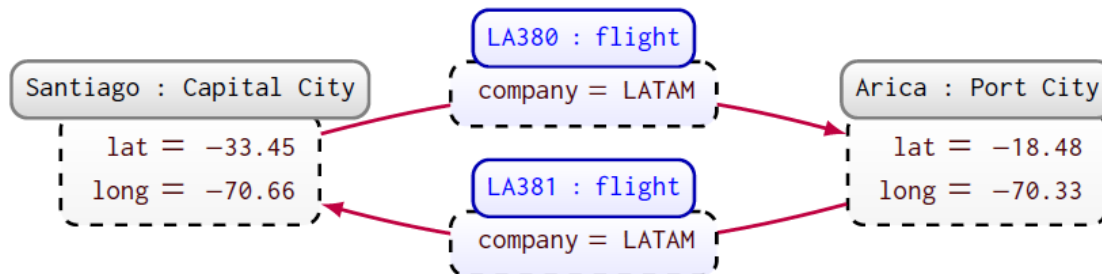 LA380 : flight
company = LATAM
Santiago : Capital City
lat = −33.45
long = −70.66
Arica : Port City
lat = −18.48
long = −70.33
LA381 : flight
company = LATAM